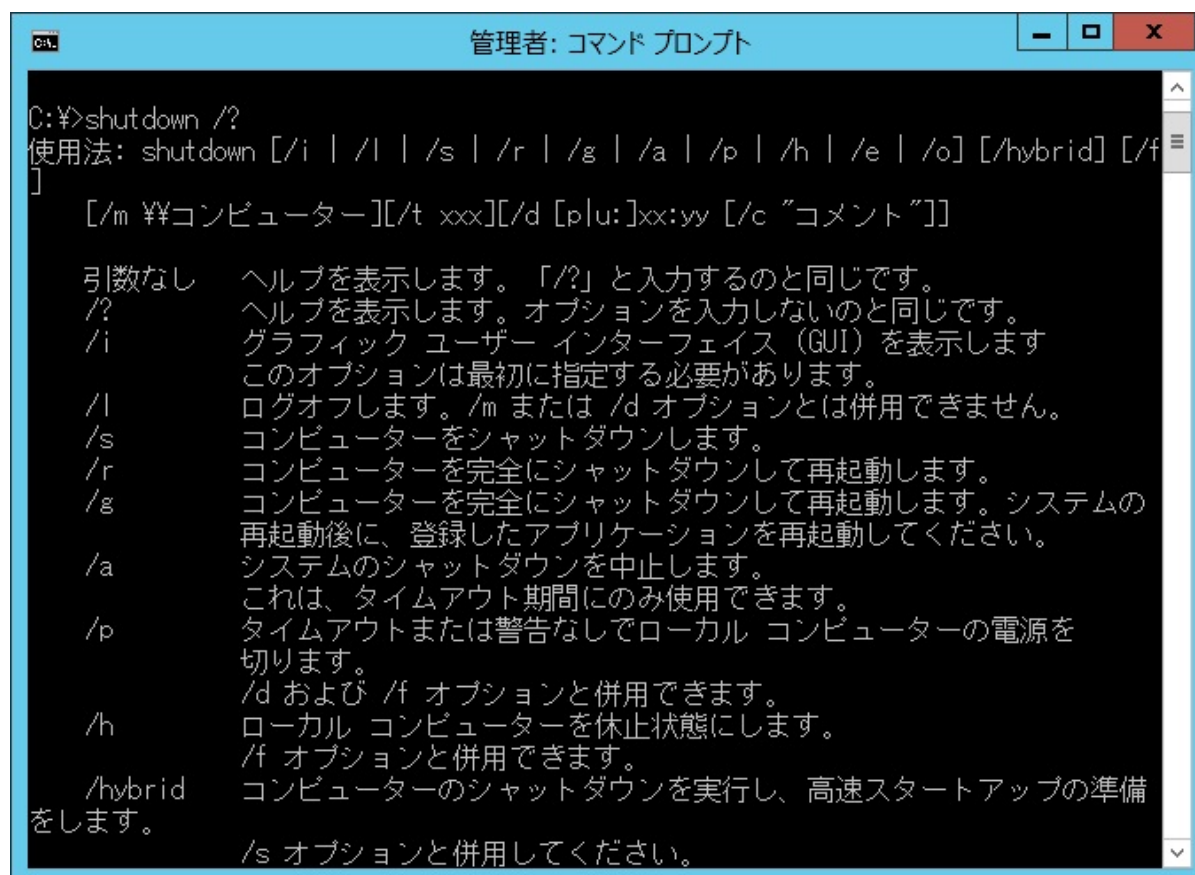 管理者: コマンド プロンプト
C:¥>shutdown /?
使用法: shutdown [/i | /l | /s | /r | /g | /a | /p | /h | /e | /o] [/hybrid] [/f
]
[/m ¥¥コンピューター][/t xxx][/d [p|u:]xx:yy [/c "コメント"]]
引数なし ヘルプを表示します。「/?」と入力するのと同じです。
/? ヘルプを表示します。オプションを入力しないのと同じです。
/i グラフィック ユーザー インターフェイス (GUI) を表示します
このオプションは最初に指定する必要があります。
/l ログオフします。/m または /d オプションとは併用できません。
/s コンピューターをシャットダウンします。
/r コンピューターを完全にシャットダウンして再起動します。
/g コンピューターを完全にシャットダウンして再起動します。システムの
再起動後に、登録したアプリケーションを再起動してください。
/a システムのシャットダウンを中止します。
これは、タイムアウト期間にのみ使用できます。
/p タイムアウトまたは警告なしでローカル コンピューターの電源を
切ります。
/d および /f オプションと併用できます。
/h ローカル コンピューターを休止状態にします。
/f オプションと併用できます。
/hybrid コンピューターのシャットダウンを実行し、高速スタートアップの準備
をします。
/s オプションと併用してください。